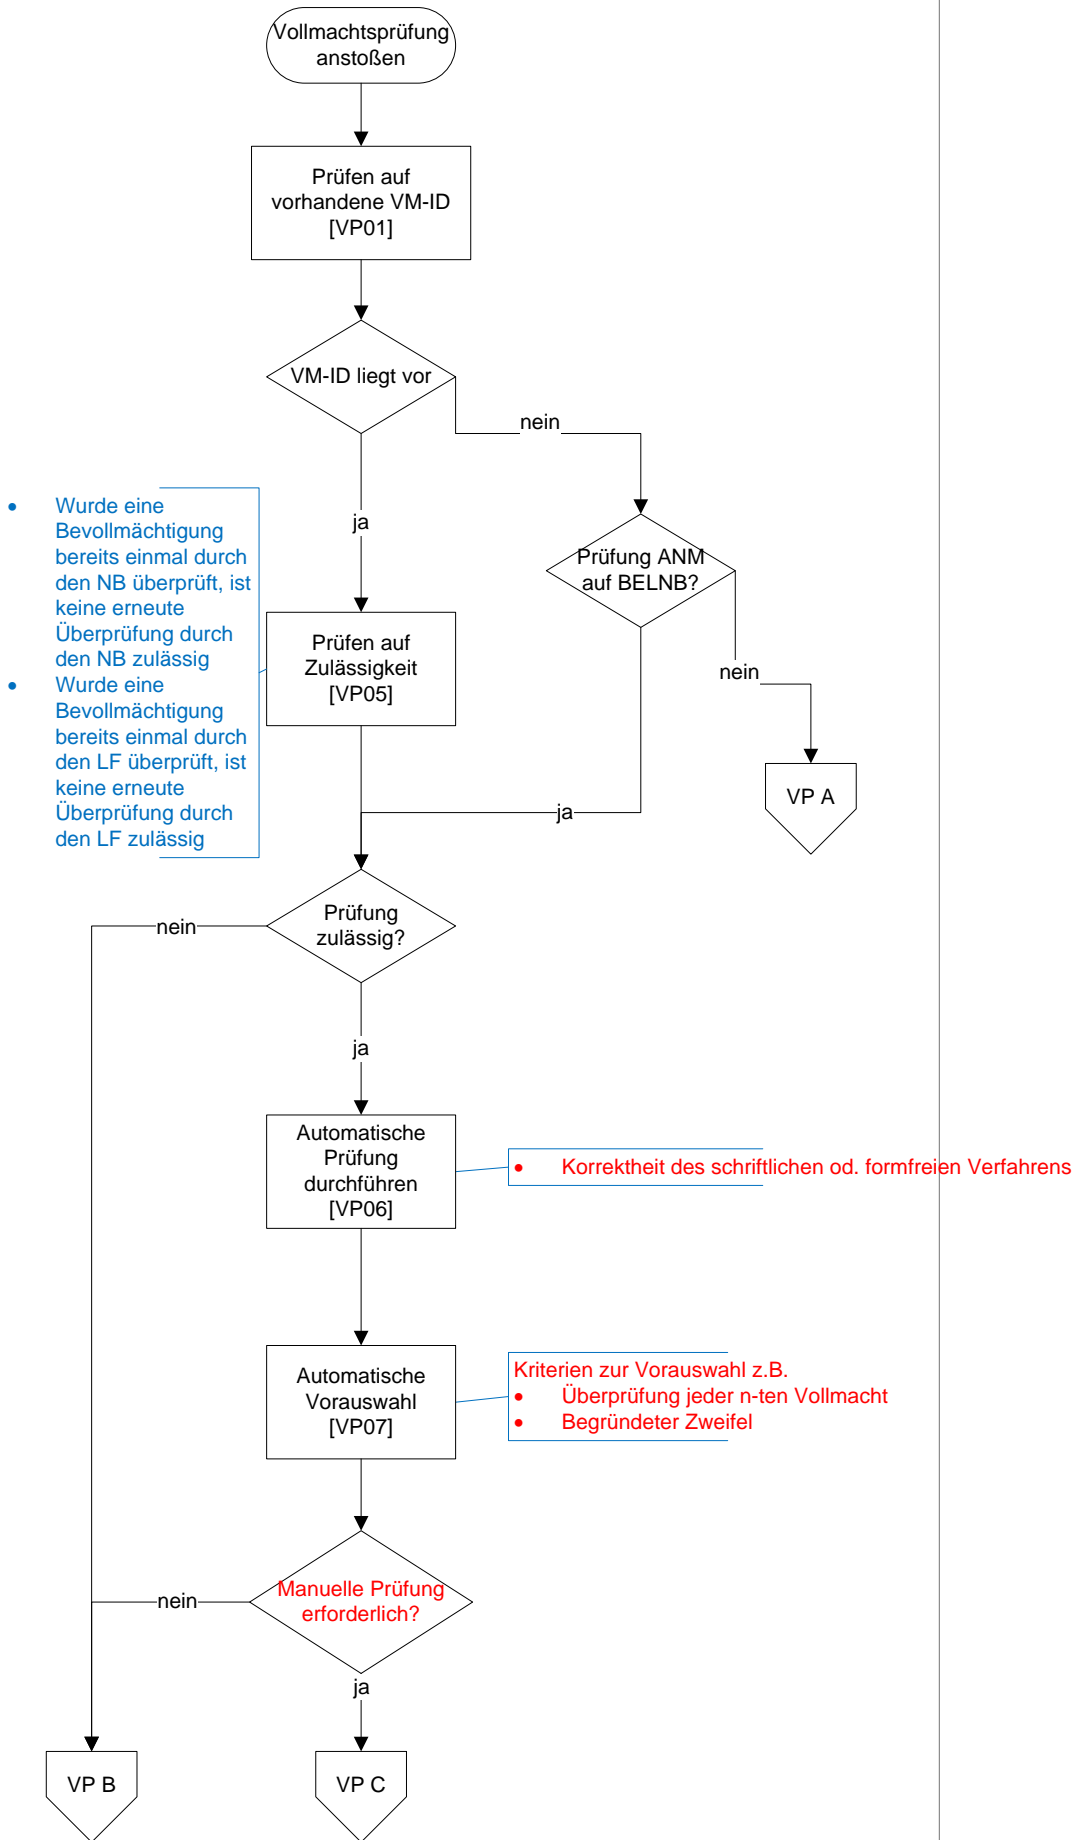 Vollmachtsprüfung
anstoßen
Prüfen auf
vorhandene VM-ID
[VP01]
VM-ID liegt vor
nein
ja
Prüfung ANM
auf BELNB?
• Wurde eine
Bevollmächtigung
bereits einmal durch
den NB überprüft, ist
keine erneute
Überprüfung durch
den NB zulässig
• Wurde eine
Bevollmächtigung
bereits einmal durch
den LF überprüft, ist
keine erneute
Überprüfung durch
den LF zulässig
Prüfen auf
Zulässigkeit
[VP05]
nein
VP A
ja
Prüfung
zulässig?
nein
ja
Automatische
Prüfung
durchführen
[VP06]
• Korrektheit des schriftlichen od. formfreien Verfahrens
Automatische
Vorauswahl
[VP07]
Kriterien zur Vorauswahl z.B.
• Überprüfung jeder n-ten Vollmacht
• Begründeter Zweifel
Manuelle Prüfung
erforderlich?
nein
ja
VP B
VP C